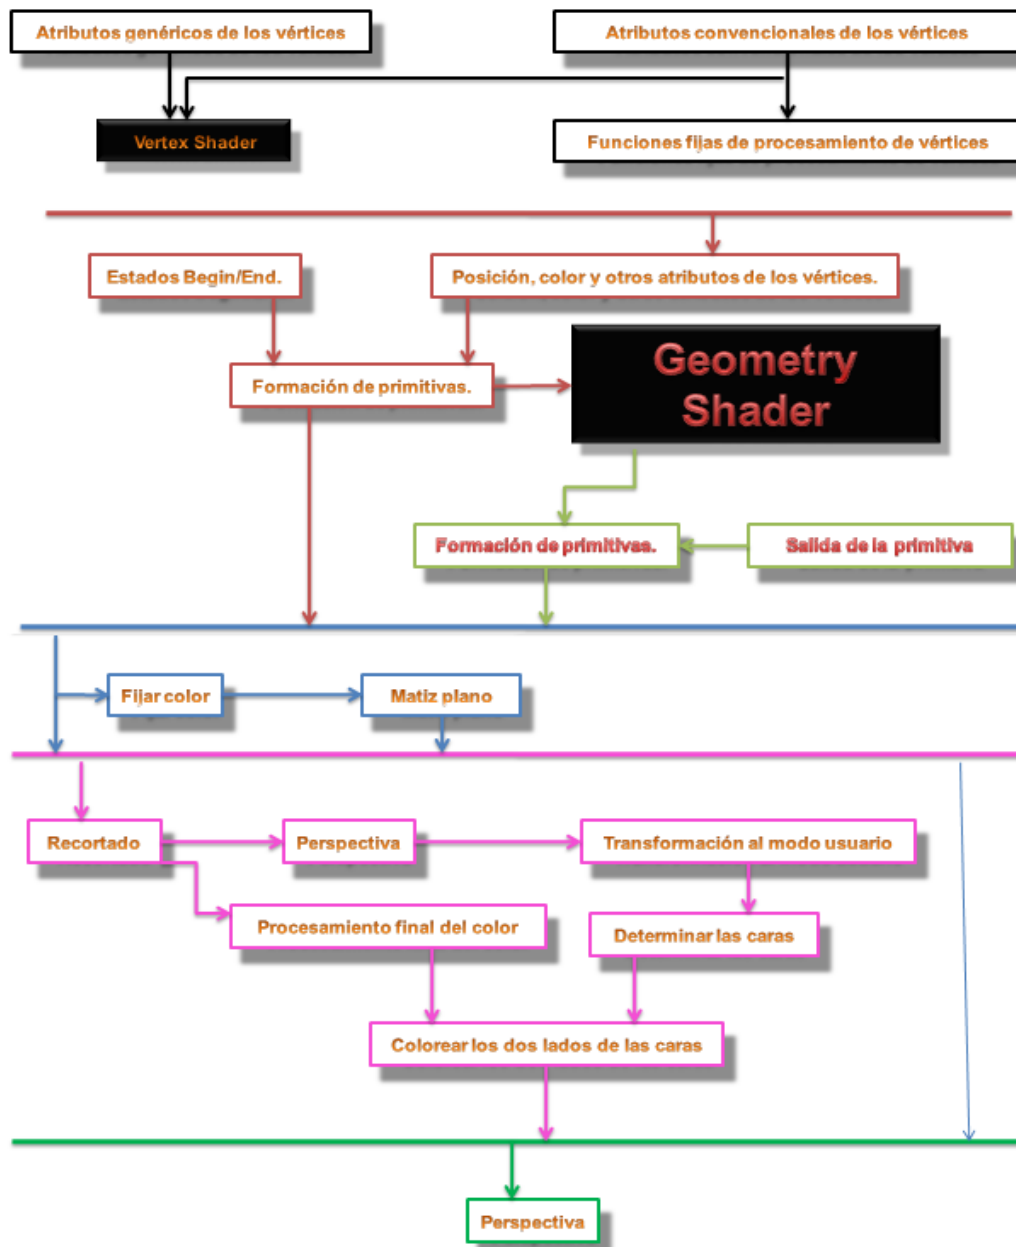 Atributos genéricos de los vértices
Atributos convencionales de los vértices
Vertex Shader
Funciones fijas de procesamiento de vértices
Estados Begin/End.
Posición, color y otros atributos de los vértices.
Geometry
Shader
Formación de primitivas.
Formación de primitivas.
Salida de la primitiva
Fijar color
Matiz plano
Recortado
Perspectiva
Transformación al modo usuario
Procesamiento final del color
Determinar las caras
Colorear los dos lados de las caras
Perspectiva